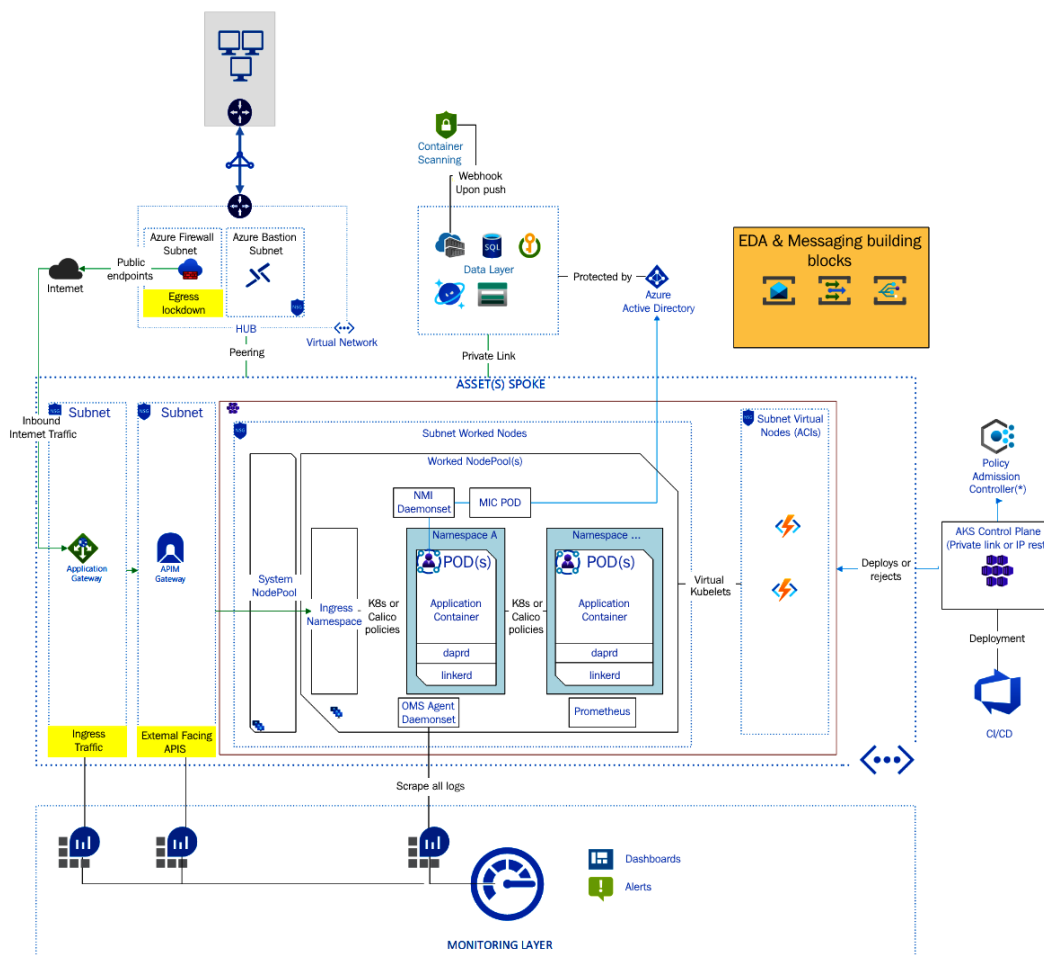 Container
Scanning
Webhook
Upon push
Azure Firewall
Subnet
Azure Bastion
Subnet
Public
endpoints
Internet
Egress
lockdown
NSG
HUB
Virtual Network
Peering
SQL
Data Layer
Protected by
Azure
Active Directory
Private Link
EDA & Messaging building
blocks
ASSET(S) SPOKE
NSG
Subnet
NSG
Subnet
Inbound
Internet Traffic
NSG
Subnet Worked Nodes
NSG
Subnet Virtual
Nodes (ACIs)
Worked NodePool(s)
NMI
Daemonset
MIC POD
Namespace A
Namespace ...
POD(s)
POD(s)
Application
Gateway
APIM
Gateway
System
NodePool
Ingress
Namespace
K8s or
Calico
policies
Application
Container
K8s or
Calico
policies
Application
Container
daprd
linkerd
daprd
linkerd
Virtual
Kubelets
OMS Agent
Daemonset
Prometheus
Policy
Admission
Controller(*)
AKS Control Plane
(Private link or IP rest
Deploys or
rejects
Deployment
CI/CD
Ingress
Traffic
External Facing
APIS
Scrape all logs
Dashboards
Alerts
MONITORING LAYER